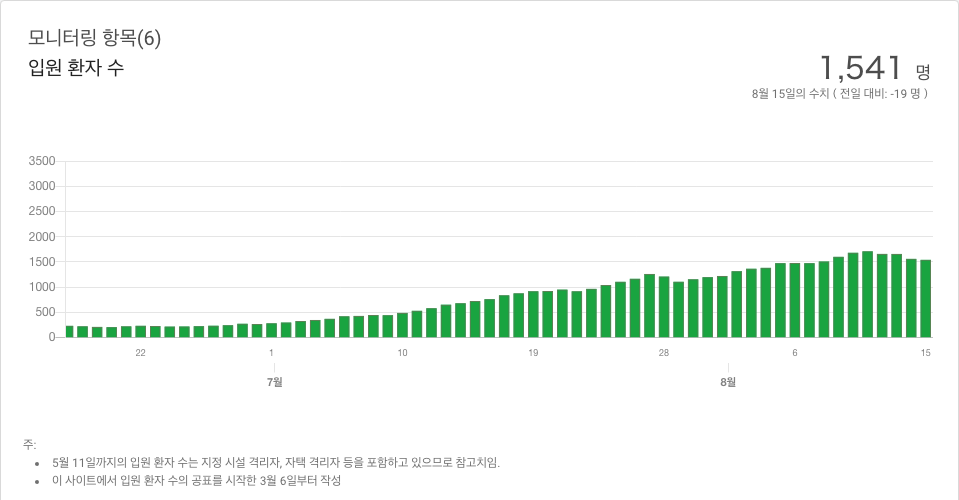 모니터링 항목(6)
입원 환자 수
1,541 명
8월 15일의 수치 ( 전일 대비: -19 명 )
3500
3000
2500
2000
1500
1000
500
0
22 1 10 19 28 6 15
7월 8월
주:
• 5월 11일까지의 입원 환자 수는 지정 시설 격리자, 자택 격리자 등을 포함하고 있으므로 참고치임.
• 이 사이트에서 입원 환자 수의 공표를 시작한 3월 6일부터 작성